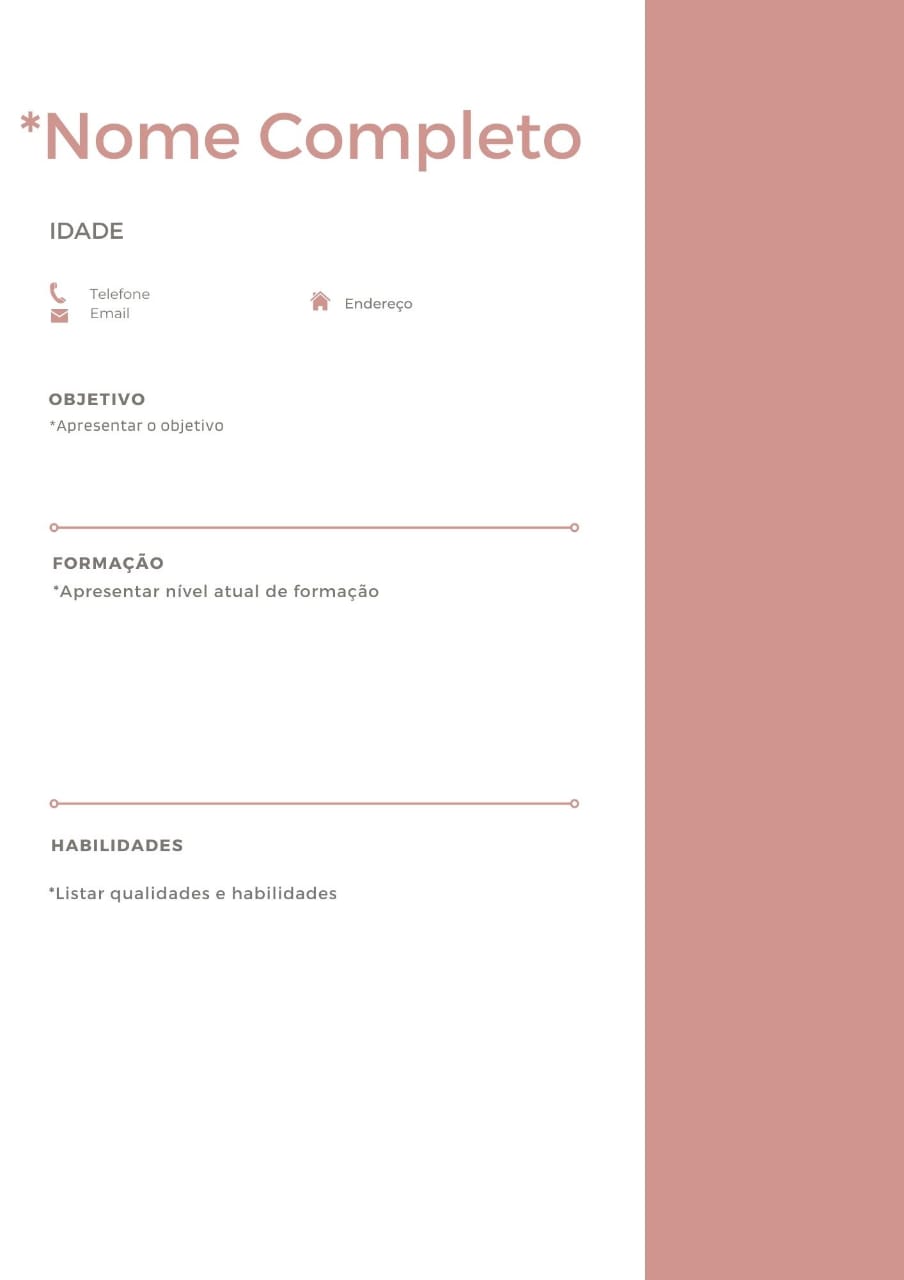 *Nome Completo
IDADE
Telefone
Email
Endereço
OBJETIVO
*Apresentar o objetivo
FORMAÇÃO
*Apresentar nível atual de formação
HABILIDADES
*Listar qualidades e habilidades